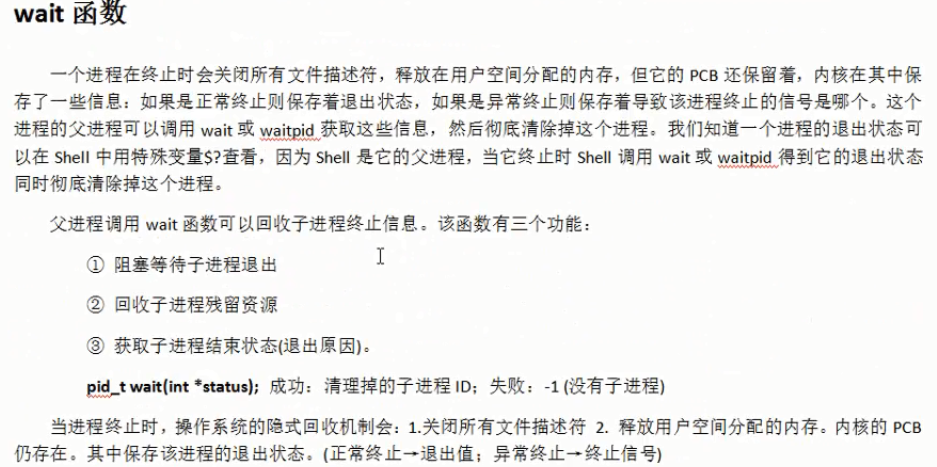 wait 函数
一个进程在终止时会关闭所有文件描述符，释放在用户空间分配的内存，但它的 PCB 还保留着，内核在其中保
存了一些信息：如果是正常终止则保存着退出状态，如果是异常终止则保存着导致该进程终止的信号是哪个。这个
进程的父进程可以调用 wait 或 waitpid 获取这些信息，然后彻底清除掉这个进程。我们知道一个进程的退出状态可
以在 Shell 中用特殊变量$?查看，因为 Shell 是它的父进程，当它终止时 Shell 调用 wait 或 waitpid 得到它的退出状态
同时彻底清除掉这个进程。
父进程调用 wait 函数可以回收子进程终止信息。该函数有三个功能：
① 阻塞等待子进程退出
② 回收子进程残留资源
③ 获取子进程结束状态(退出原因)。
pid_t wait(int *status); 成功：清理掉的子进程 ID；失败：-1 (没有子进程)
当进程终止时，操作系统的隐式回收机制会：1.关闭所有文件描述符 2. 释放用户空间分配的内存。内核的 PCB
仍存在。其中保存该进程的退出状态。(正常终止→退出值；异常终止→终止信号)